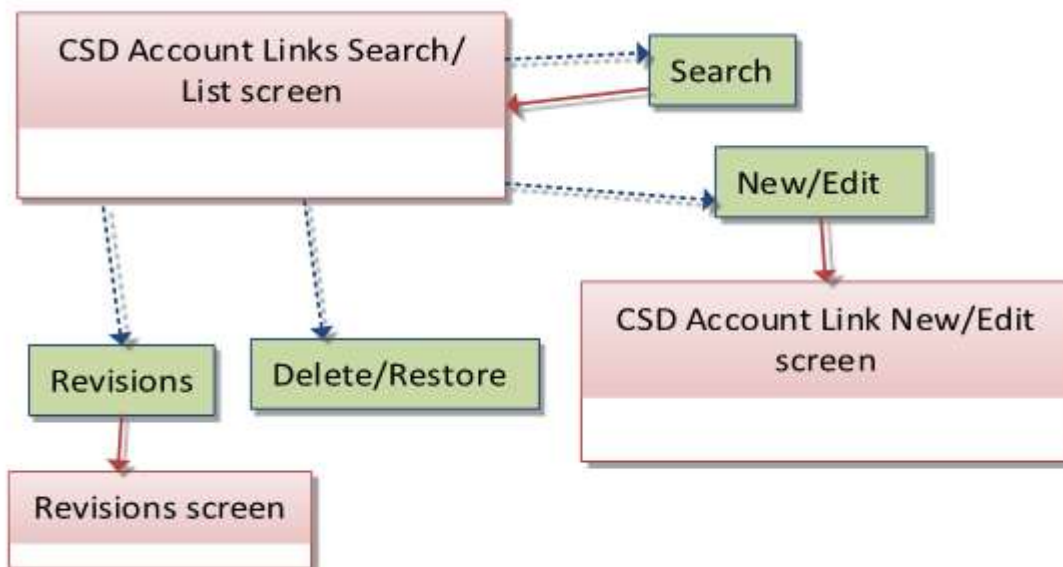 CSD Account Links Search/
List screen
Search
New/Edit
CSD Account Link New/Edit
screen
Revisions
Delete/Restore
Revisions screen